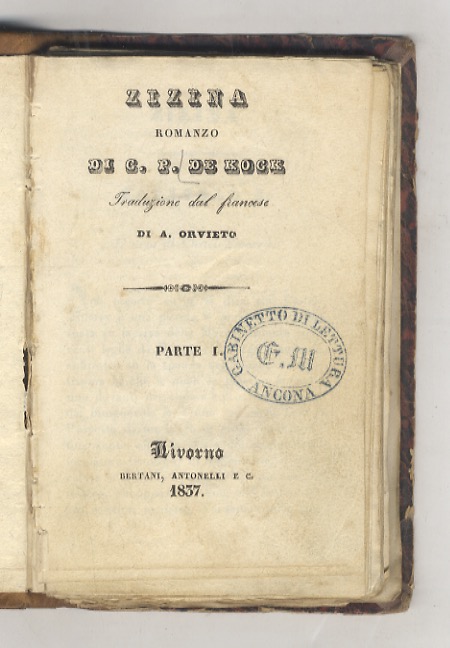 ZIZINA
ROMANZO
DI C. P. DE KOCK
Traduzione dal francese
DI A. ORVIETO
PARTE I.
GABINETTO DI LETTURA
G. M
ANCONA
Livorno
BERTANI, ANTONELLI E C.
1837.